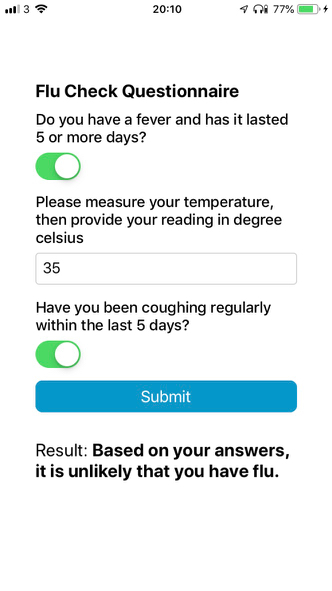 3 20:10 77%
Flu Check Questionnaire
Do you have a fever and has it lasted
5 or more days?
Please measure your temperature,
then provide your reading in degree
celsius
35
Have you been coughing regularly
within the last 5 days?
Submit
Result: Based on your answers,
it is unlikely that you have flu.